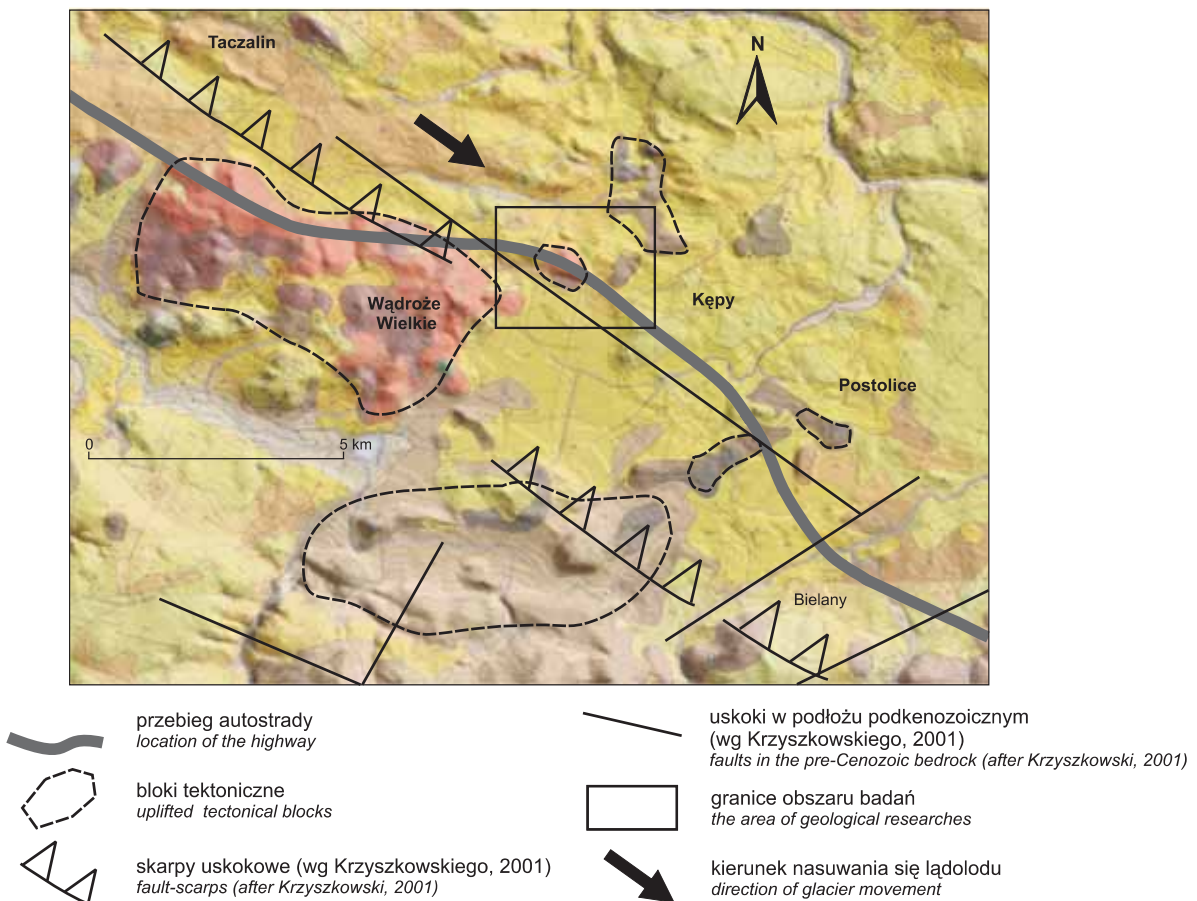 Taczalin
N
Wądroże
Wielkie
Kępy
Postolice
0
5 km
Bielany
przebieg autostrady
location of the highway
bloki tektoniczne
uplifted tectonical blocks
skarpy uskokowe (wg Krzyszkowskiego, 2001)
fault-scarps (after Krzyszkowski, 2001)
uskoki w podłożu podkenozoicznym
(wg Krzyszkowskiego, 2001)
faults in the pre-Cenozoic bedrock (after Krzyszkowski, 2001)
granice obszaru badań
the area of geological researches
kierunek nasuwania się lądolodu
direction of glacier movement